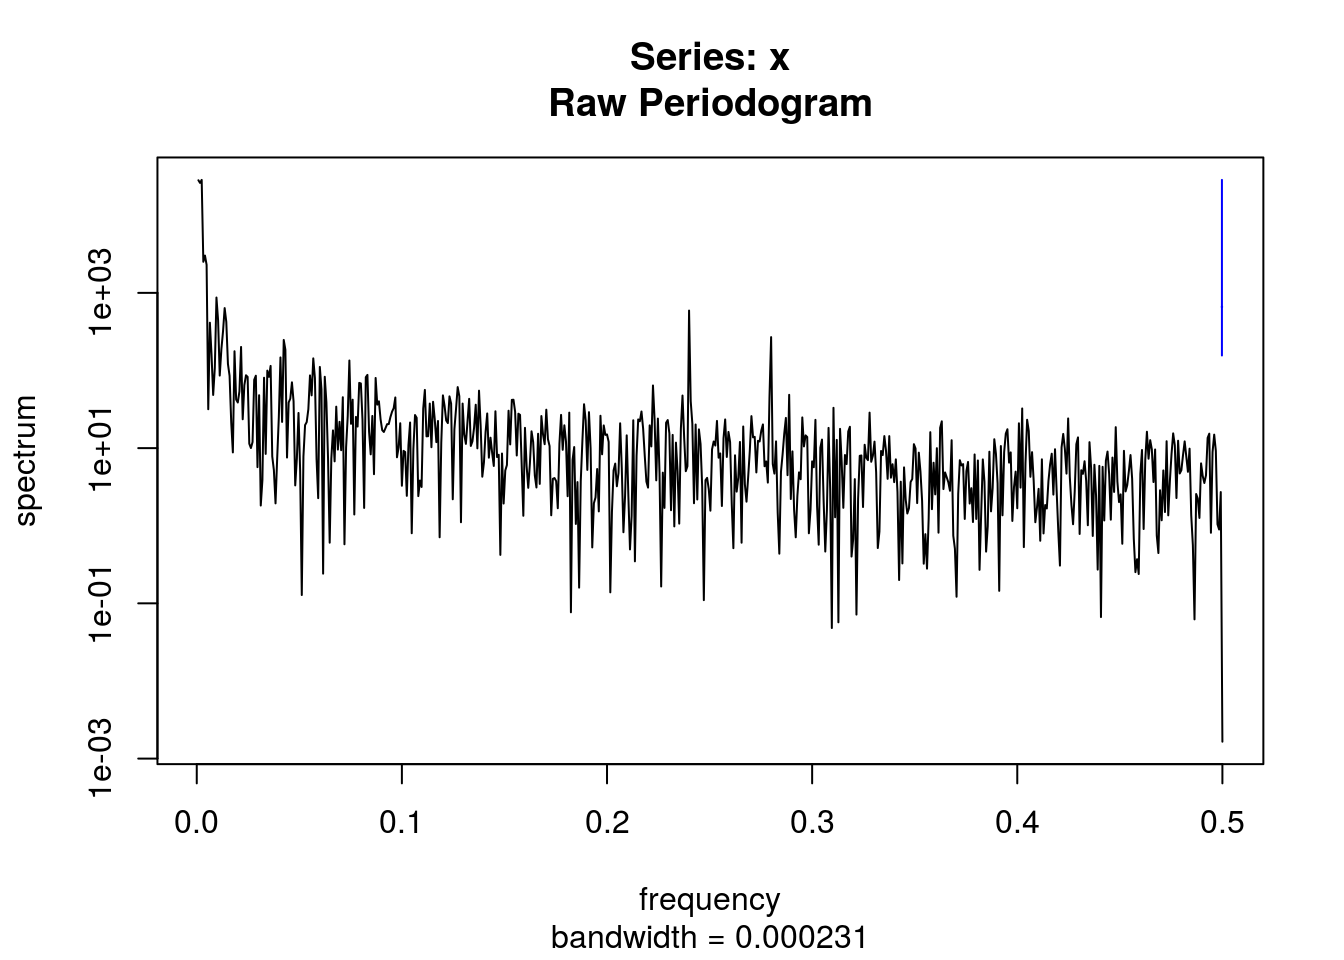 Series: x
Raw Periodogram
spectrum
1e+03
1e+01
1e-01
1e-03
0.0 0.1 0.2 0.3 0.4 0.5
frequency
bandwidth = 0.000231